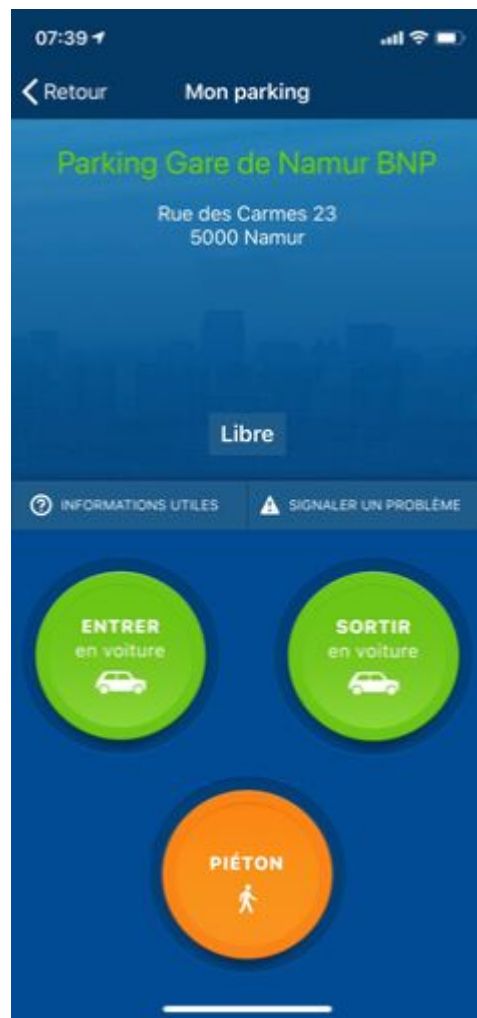 07:39
Retour
Mon parking
Parking Gare de Namur BNP
Rue des Carmes 23
5000 Namur
Libre
INFORMATIONS UTILES
SIGNALER UN PROBLÈME
ENTRER
en voiture
SORTIR
en voiture
PIÉTON